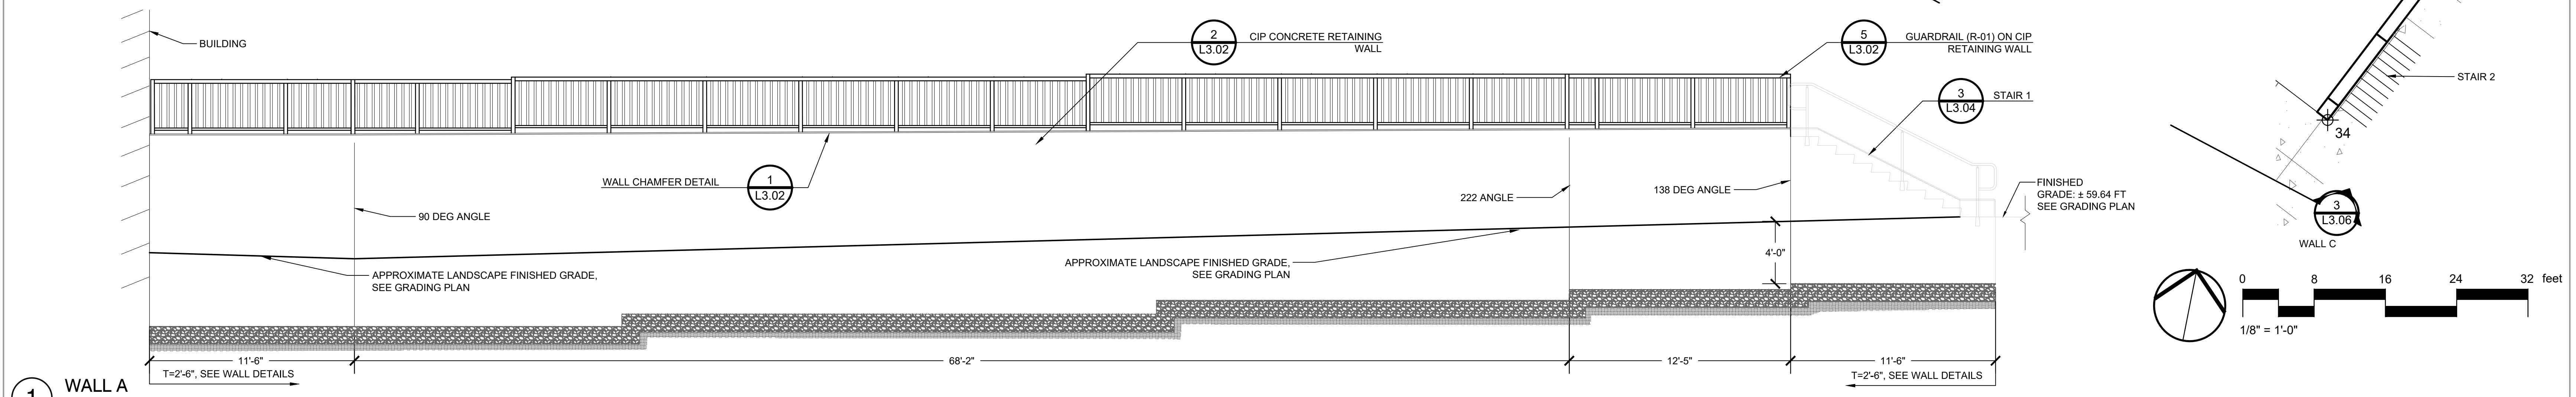 BUILDING
2
L3.02
CIP CONCRETE RETAINING
WALL
5
L3.02
GUARDRAIL (R-01) ON CIP
RETAINING WALL
3
L3.04
STAIR 1
STAIR 2
34
WALL CHAMFER DETAIL
1
L3.02
90 DEG ANGLE
222 ANGLE
138 DEG ANGLE
FINISHED
GRADE: ± 59.64 FT
SEE GRADING PLAN
3
L3.06
WALL C
APPROXIMATE LANDSCAPE FINISHED GRADE,
SEE GRADING PLAN
APPROXIMATE LANDSCAPE FINISHED GRADE,
SEE GRADING PLAN
4'-0"
0 8 16 24 32 feet
1/8" = 1'-0"
11'-6"
68'-2"
12'-5"
11'-6"
T=2'-6", SEE WALL DETAILS
T=2'-6", SEE WALL DETAILS
1
WALL A